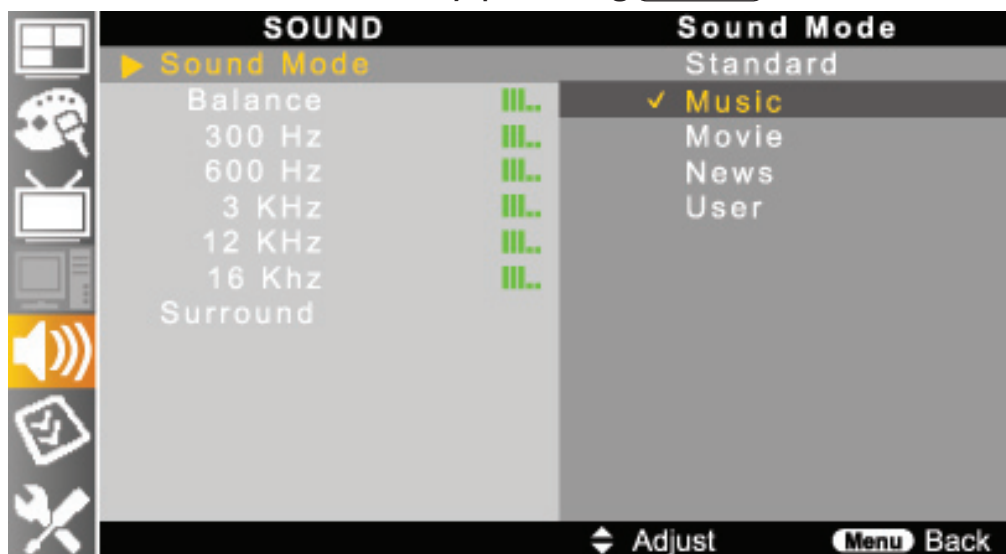 SOUND
Sound Mode
Balance
300 Hz
600 Hz
3 KHz
12 KHz
16 Khz
Surround
Sound Mode
Standard
✓ Music
Movie
News
User
Adjust Menu Back